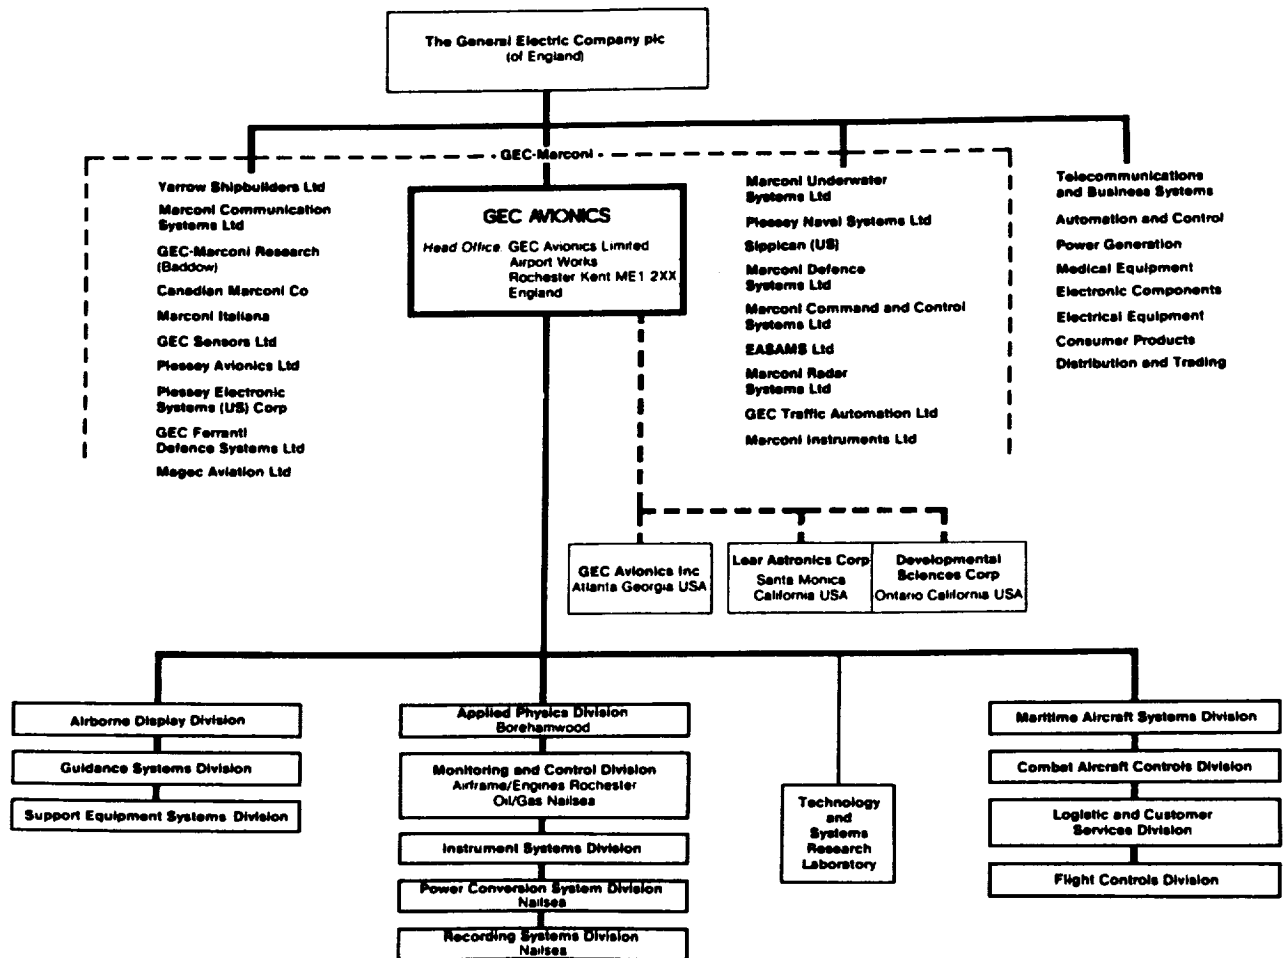 The General Electric Company plc
(of England)
GEC-Marconi
Yarrow Shipbuilders Ltd
Marconi Communication
Systems Ltd
GEC-Marconi Research
(Baddow)
Canadian Marconi Co
Marconi Italiana
GEC Sensors Ltd
Plessey Avionics Ltd
Plessey Electronic
Systems (US) Corp
GEC Ferranti
Defence Systems Ltd
Magec Aviation Ltd
GEC AVIONICS
Head Office. GEC Avionics Limited
Airport Works
Rochester Kent ME1 2XX
England
Marconi Underwater
Systems Ltd
Plessey Naval Systems Ltd
Sippican (US)
Marconi Defence
Systems Ltd
Marconi Command and Control
Systems Ltd
EASAMS Ltd
Marconi Radar
Systems Ltd
GEC Traffic Automation Ltd
Marconi Instruments Ltd
Telecommunications
and Business Systems
Automation and Control
Power Generation
Medical Equipment
Electronic Components
Electrical Equipment
Consumer Products
Distribution and Trading
GEC Avionics Inc
Atlanta Georgia USA
Lear Astronics Corp
Santa Monica
California USA
Developmental
Sciences Corp
Ontario California USA
Airborne Display Division
Guidance Systems Division
Support Equipment Systems Division
Applied Physics Division
Borehamwood
Monitoring and Control Division
Airframe/Engines Rochester
Oil/Gas Nailsea
Instrument Systems Division
Power Conversion System Division
Nailsea
Recording Systems Division
Nailsea
Technology
and
Systems
Research
Laboratory
Maritime Aircraft Systems Division
Combat Aircraft Controls Division
Logistic and Customer
Services Division
Flight Controls Division